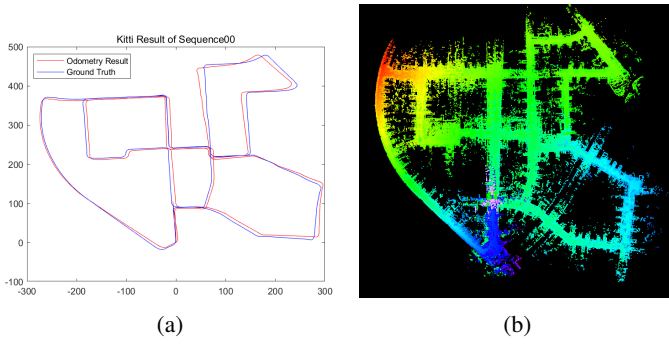 Kitti Result of Sequence00
500
Odometry Result
Ground Truth
400
300
200
100
0
-100
-300
-200
-100
0
100
200
300
(a)
(b)